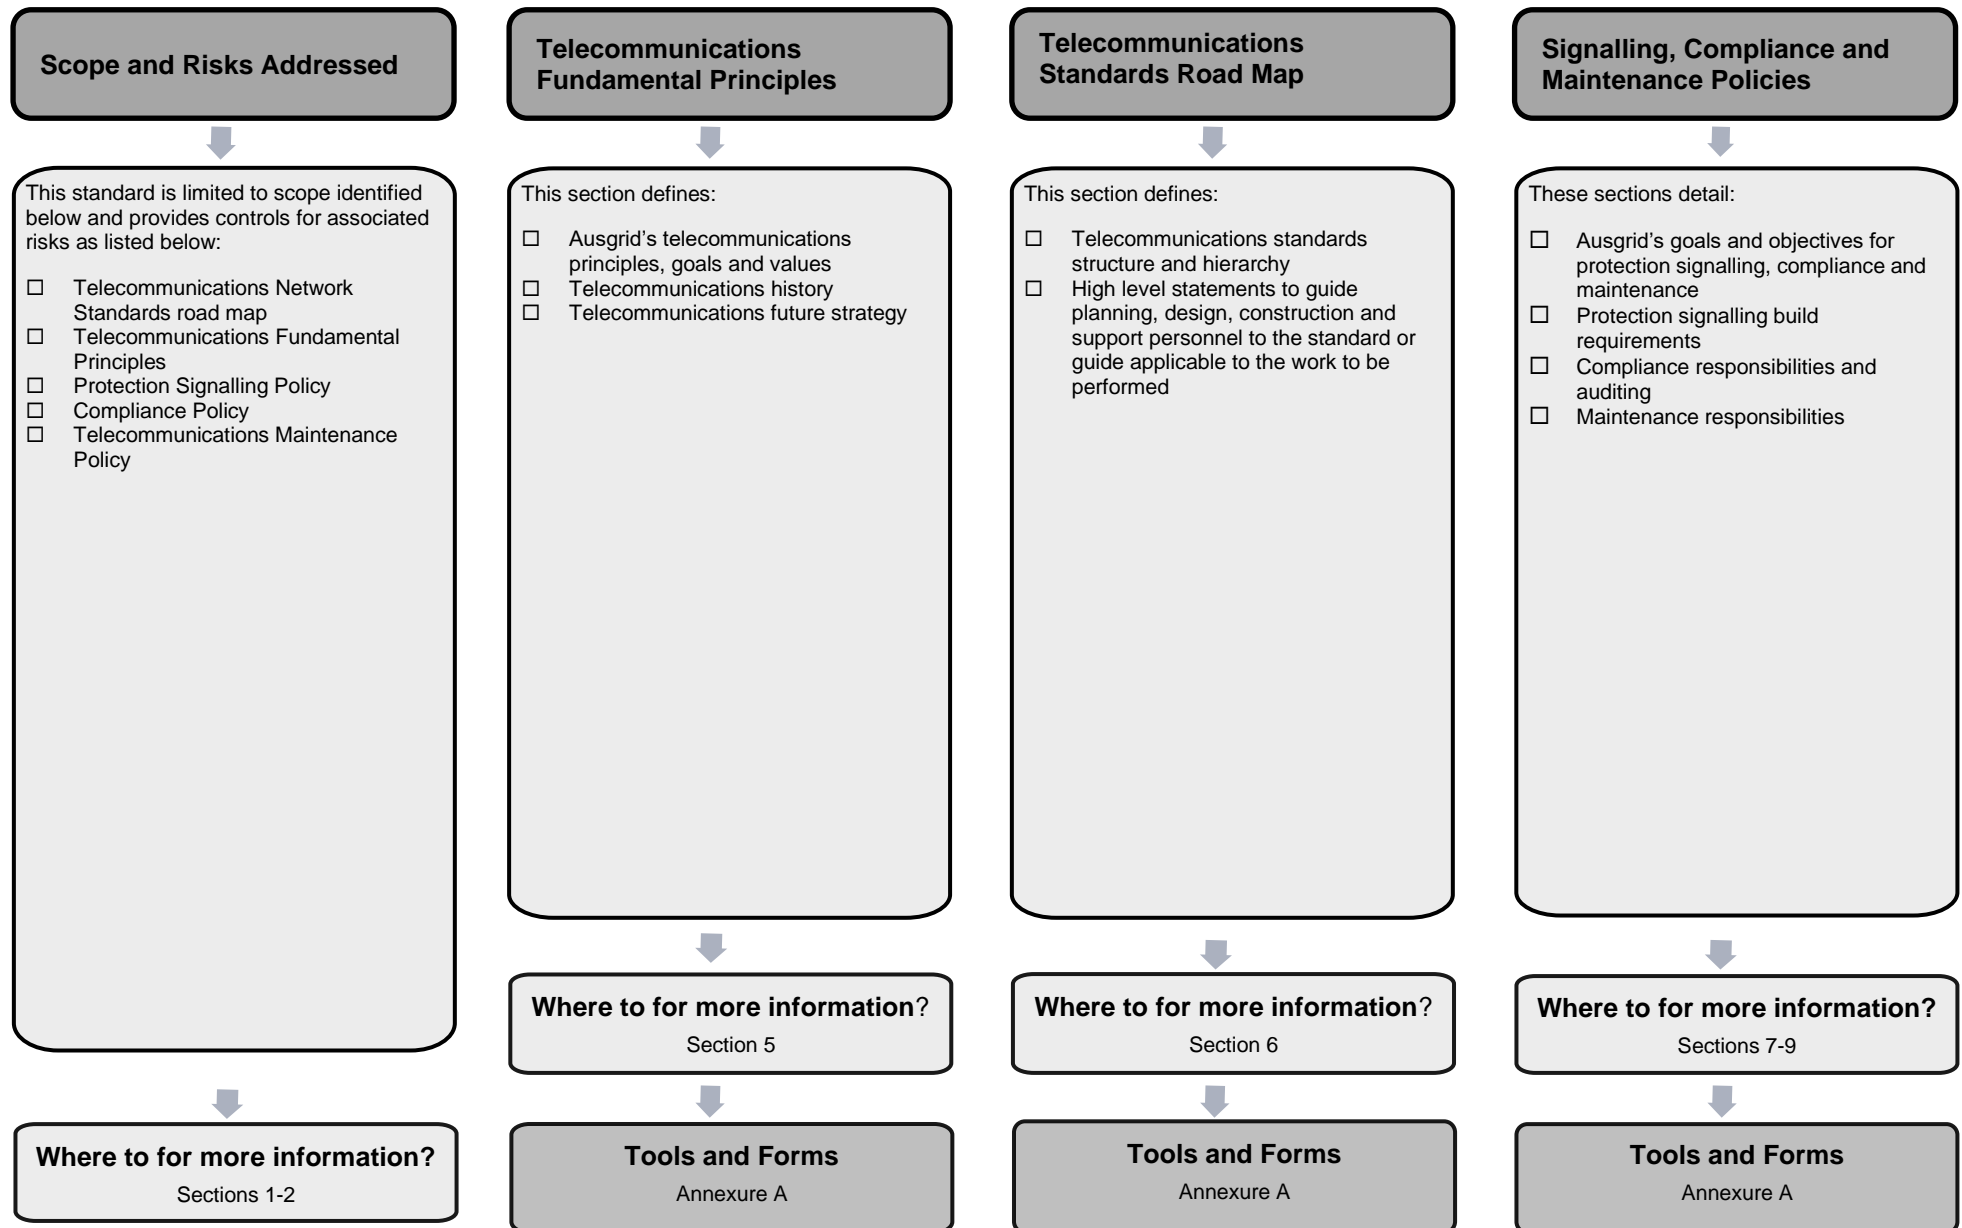 Scope and Risks Addressed
This standard is limited to scope identified
below and provides controls for associated
risks as listed below:
☐ Telecommunications Network
Standards road map
☐ Telecommunications Fundamental
Principles
☐ Protection Signalling Policy
☐ Compliance Policy
☐ Telecommunications Maintenance
Policy
Where to for more information?
Sections 1-2
Telecommunications
Fundamental Principles
This section defines:
☐ Ausgrid's telecommunications
principles, goals and values
☐ Telecommunications history
☐ Telecommunications future strategy
Where to for more information?
Section 5
Tools and Forms
Annexure A
Telecommunications
Standards Road Map
This section defines:
☐ Telecommunications standards
structure and hierarchy
☐ High level statements to guide
planning, design, construction and
support personnel to the standard or
guide applicable to the work to be
performed
Where to for more information?
Section 6
Tools and Forms
Annexure A
Signalling, Compliance and
Maintenance Policies
These sections detail:
☐ Ausgrid's goals and objectives for
protection signalling, compliance and
maintenance
☐ Protection signalling build
requirements
☐ Compliance responsibilities and
auditing
☐ Maintenance responsibilities
Where to for more information?
Sections 7-9
Tools and Forms
Annexure A